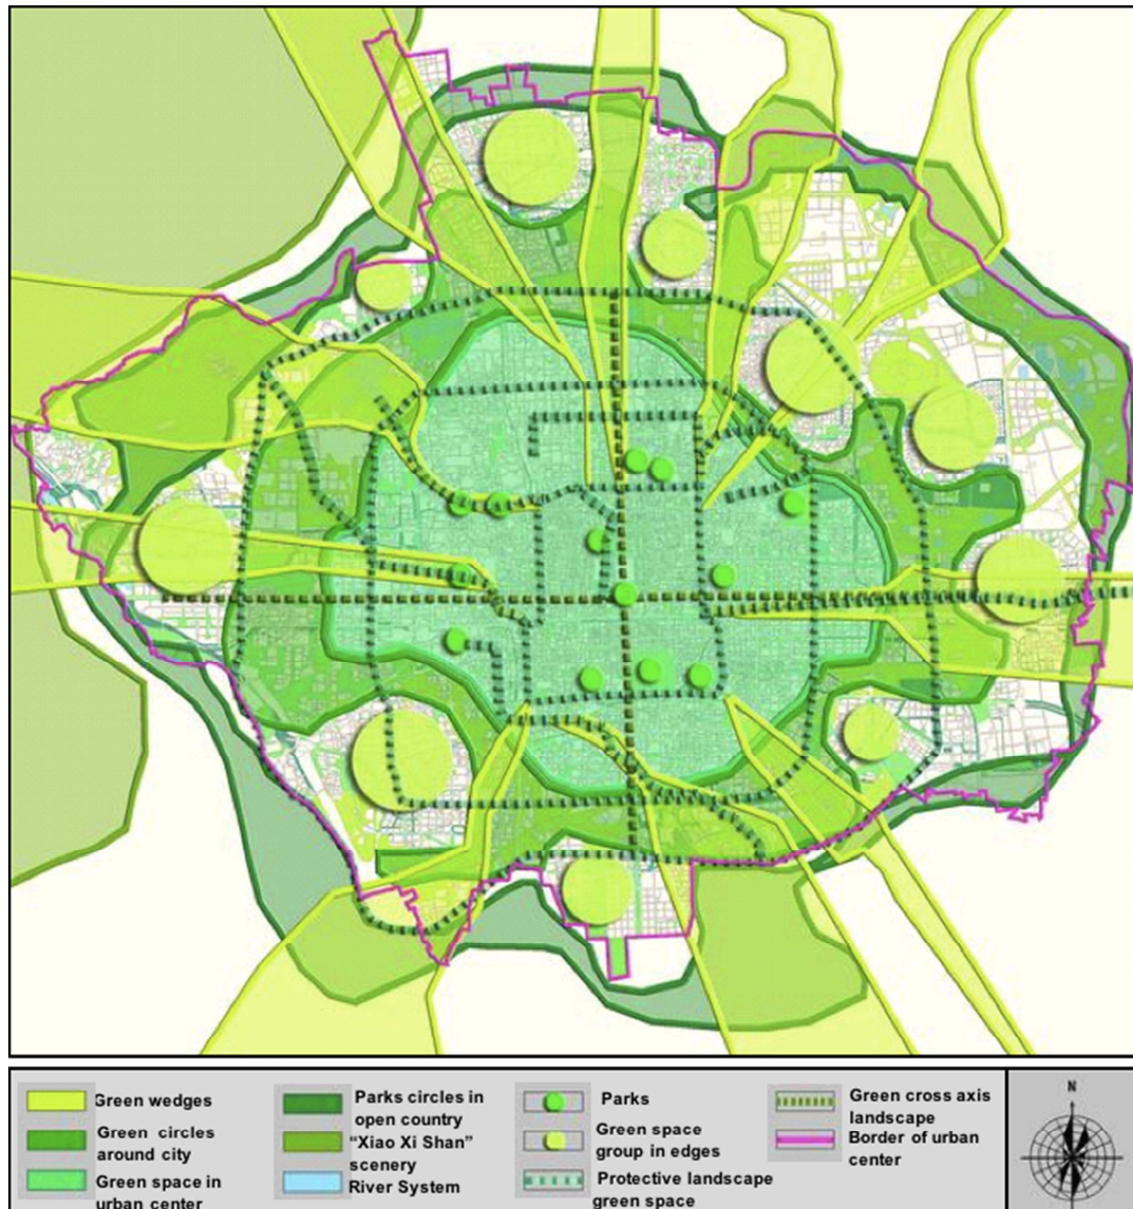 Green wedges
Green circles
around city
Green space in
urban center
Parks circles in
open country
“Xiao Xi Shan”
scenery
River System
Parks
Green space
group in edges
Protective landscape
green space
Green cross axis
landscape
Border of urban
center
N